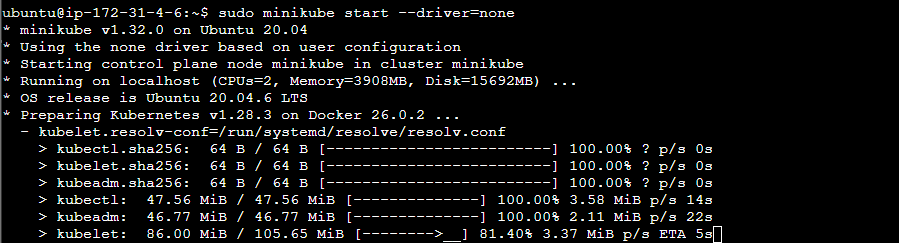 ubuntu@ip-172-31-4-6:~$ sudo minikube start --driver=none
* minikube v1.32.0 on Ubuntu 20.04
* Using the none driver based on user configuration
* Starting control plane node minikube in cluster minikube
* Running on localhost (CPUs=2, Memory=3908MB, Disk=15692MB) ...
* OS release is Ubuntu 20.04.6 LTS
* Preparing Kubernetes v1.28.3 on Docker 26.0.2 ...
  - kubelet.resolv-conf=/run/systemd/resolve/resolv.conf
    > kubectl.sha256:  64 B / 64 B [--------------------------] 100.00% ? p/s 0s
    > kubelet.sha256:  64 B / 64 B [--------------------------] 100.00% ? p/s 0s
    > kubeadm.sha256:  64 B / 64 B [--------------------------] 100.00% ? p/s 0s
    > kubectl:  47.56 MiB / 47.56 MiB [--------------] 100.00% 3.58 MiB p/s 14s
    > kubeadm:  46.77 MiB / 46.77 MiB [--------------] 100.00% 2.11 MiB p/s 22s
    > kubelet:  86.00 MiB / 105.65 MiB [-------->__] 81.40% 3.37 MiB p/s ETA 5s